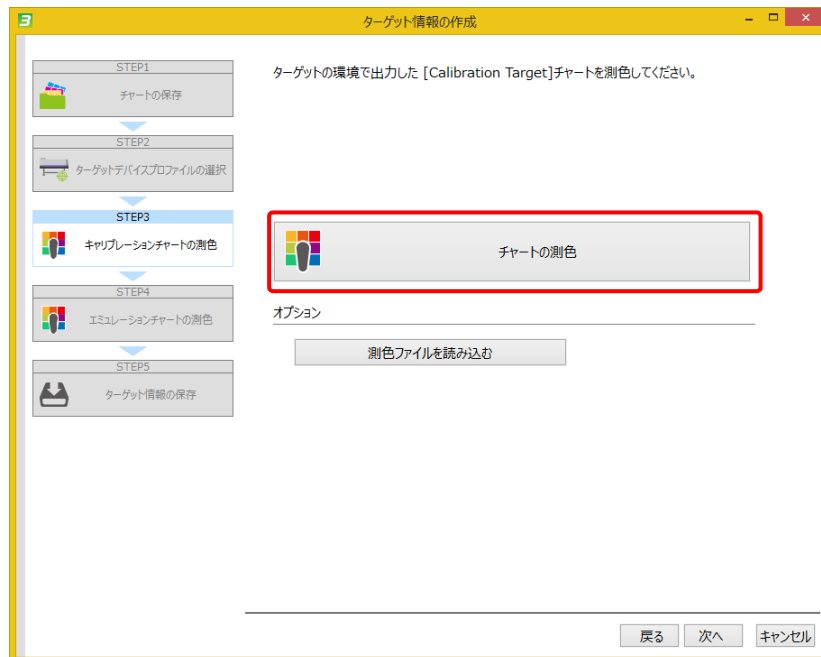 3
ターゲット情報の作成
STEP1
チャートの保存
STEP2
ターゲットデバイスプロファイルの選択
STEP3
キャリブレーションチャートの測色
STEP4
エミュレーションチャートの測色
STEP5
ターゲット情報の保存
ターゲットの環境で出力した [Calibration Target]チャートを測色してください。
チャートの測色
オプション
測色ファイルを読み込む
戻る
次へ
キャンセル